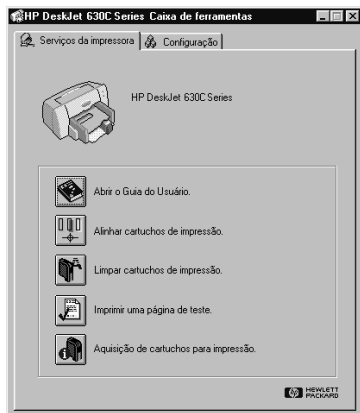 HP DeskJet 630C Series Caixa de ferramentas
Serviços da impressora
Configuração
HP DeskJet 630C Series
Abrir o Guia do Usuário.
Alinhar cartuchos de impressão.
Limpar cartuchos de impressão.
Imprimir uma página de teste.
Aquisição de cartuchos para impressão.
hp HEWLETT
PACKARD